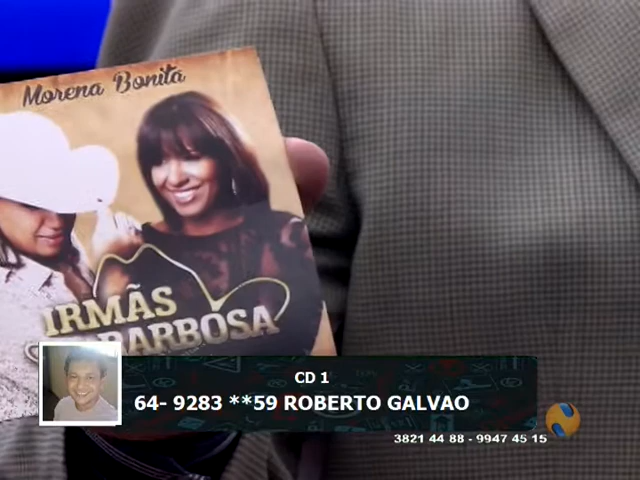 Morena Bonita
IRMÃS
BARBOSA
CD 1
64- 9283 **59 ROBERTO GALVAO
3821 44 88 - 9947 45 15